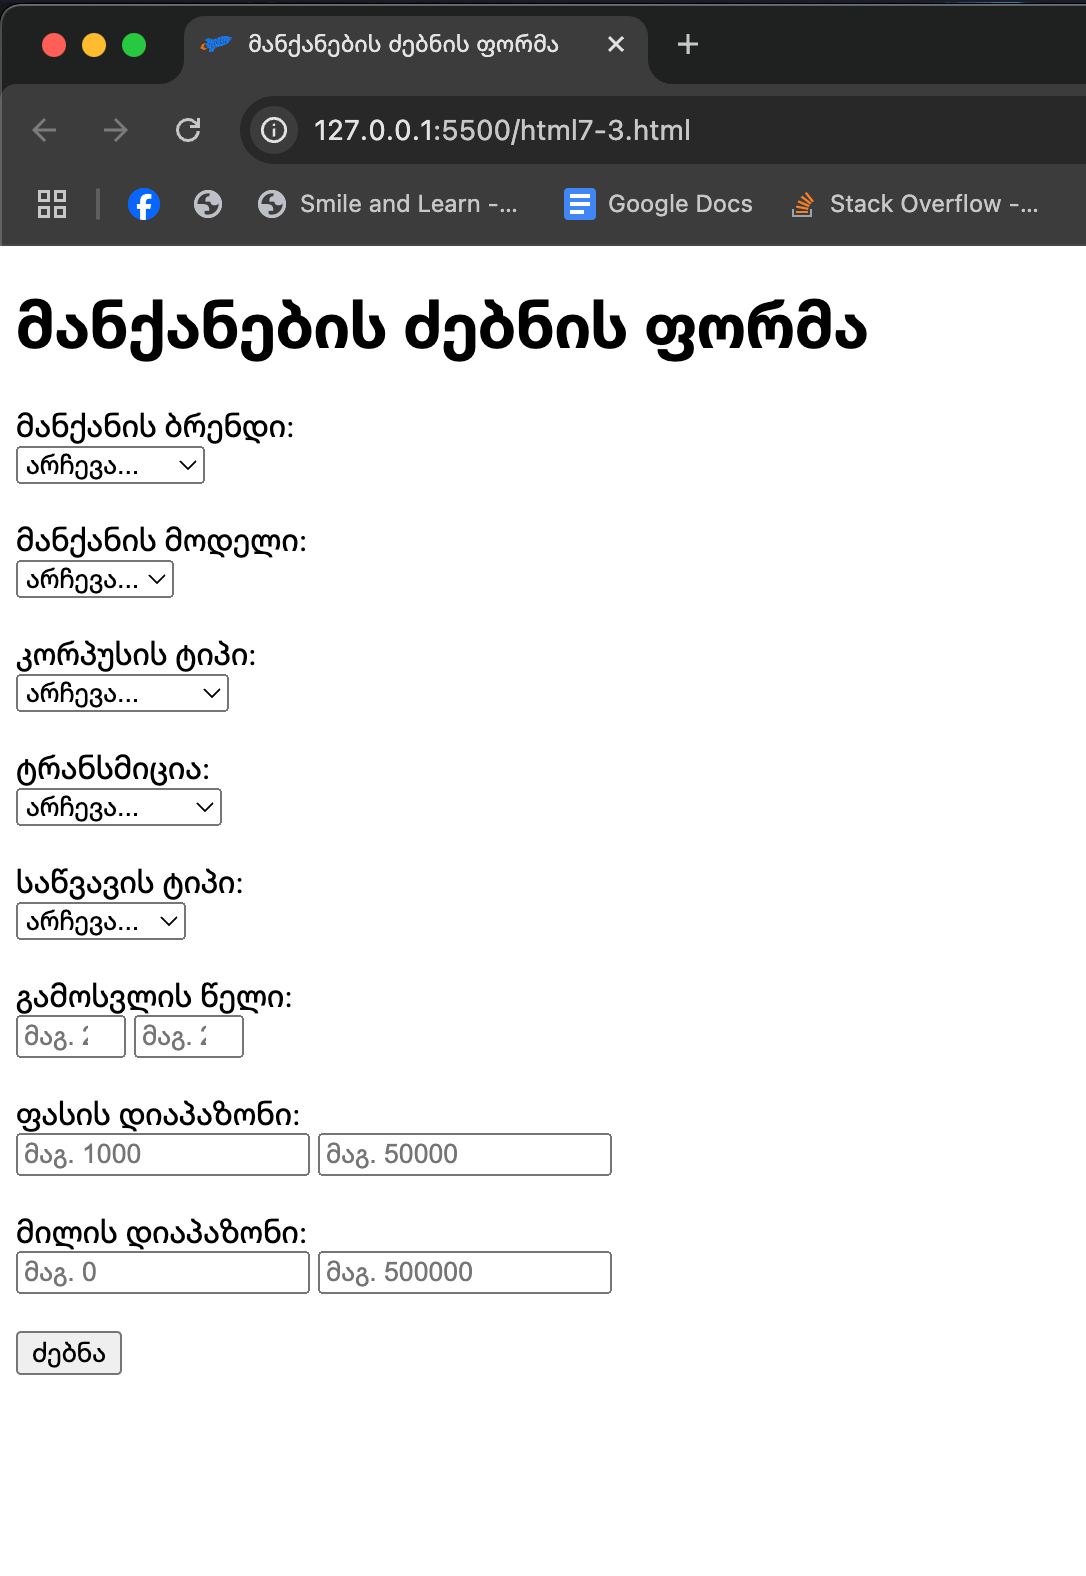 მანქანების ძებნის ფორმა
127.0.0.1:5500/html7-3.html
Smile and Learn -... Google Docs Stack Overflow -...
მანქანების ძებნის ფორმა
მანქანის ბრენდი:
არჩევა...
მანქანის მოდელი:
არჩევა...
კორპუსის ტიპი:
არჩევა...
ტრანსმიცია:
არჩევა...
საწვავის ტიპი:
არჩევა...
გამოსვლის წელი:
მაგ. მაგ.
ფასის დიაპაზონი:
მაგ. 1000 მაგ. 50000
მილის დიაპაზონი:
მაგ. 0 მაგ. 500000
ძებნა